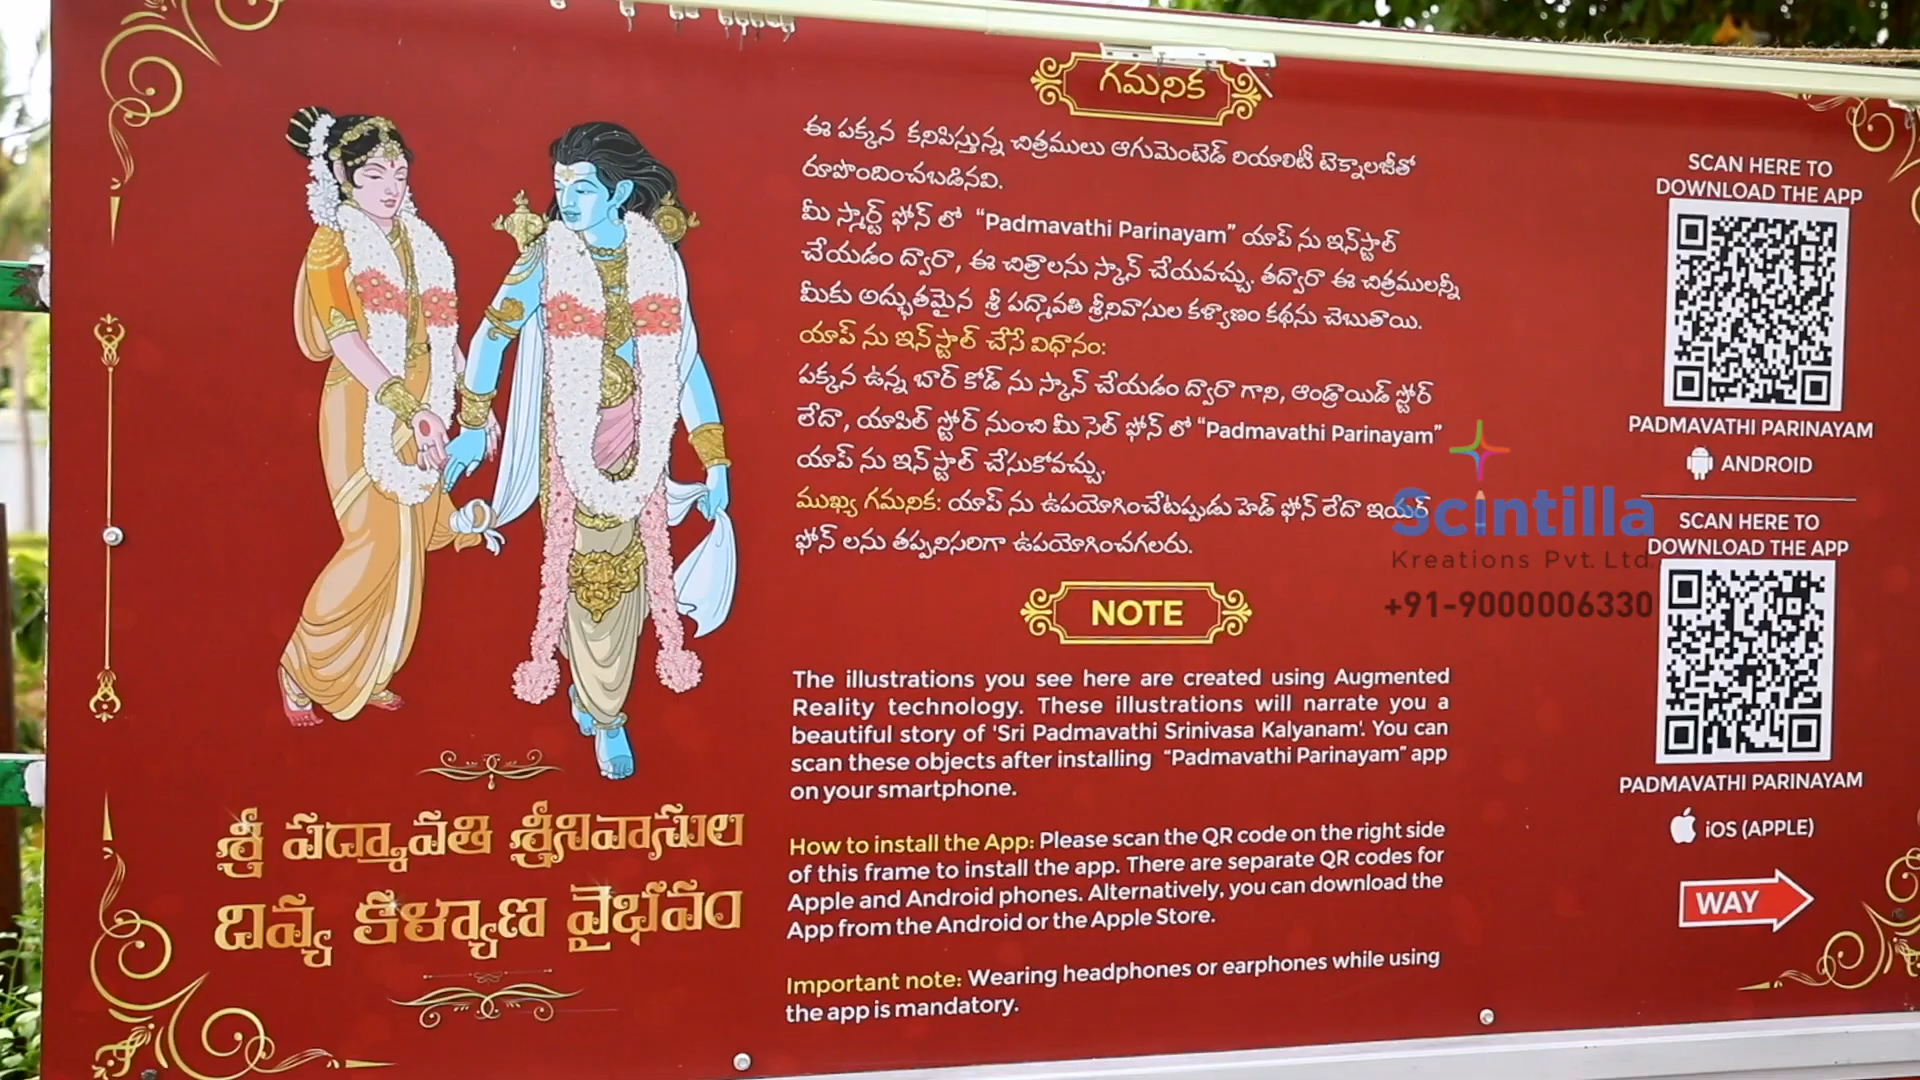 గమనిక
ఈ పక్కన కనిపిస్తున్న చిత్రములు ఆగుమెంటెడ్ రియాలిటీ టెక్నాలజీతో
రూపొందించబడినవి.
మీ స్మార్ట్ ఫోన్ లో “Padmavathi Parinayam” యాప్ ను ఇన్‌స్టాల్
చేయడం ద్వారా, ఈ చిత్రాలను స్కాన్ చేయవచ్చు. తద్వారా ఈ చిత్రములన్నీ
మీకు అద్భుతమైన శ్రీ పద్మావతి శ్రీనివాసుల కళ్యాణం కథను చెబుతాయి.
యాప్ ను ఇన్‌స్టాల్ చేసే విధానం:
పక్కన ఉన్న బార్ కోడ్ ను స్కాన్ చేయడం ద్వారా గాని, ఆండ్రాయిడ్ స్టోర్
లేదా, యాపిల్ స్టోర్ నుంచి మీ సెల్ ఫోన్ లో “Padmavathi Parinayam”
యాప్ ను ఇన్‌స్టాల్ చేసుకోవచ్చు.
ముఖ్య గమనిక: యాప్ ను ఉపయోగించేటప్పుడు హెడ్ ఫోన్ లేదా ఇయర్
ఫోన్ లను తప్పనిసరిగా ఉపయోగించగలరు.
NOTE
The illustrations you see here are created using Augmented
Reality technology. These illustrations will narrate you a
beautiful story of 'Sri Padmavathi Srinivasa Kalyanam'. You can
scan these objects after installing “Padmavathi Parinayam” app
on your smartphone.
How to install the App: Please scan the QR code on the right side
of this frame to install the app. There are separate QR codes for
Apple and Android phones. Alternatively, you can download the
App from the Android or the Apple Store.
Important note: Wearing headphones or earphones while using
the app is mandatory.
శ్రీ పద్మావతి శ్రీనివాసుల
దివ్య కళ్యాణ వైభవం
SCAN HERE TO
DOWNLOAD THE APP
PADMAVATHI PARINAYAM
ANDROID
SCAN HERE TO
DOWNLOAD THE APP
PADMAVATHI PARINAYAM
iOS (APPLE)
WAY
Scintilla
Kreations Pvt. Ltd.
+91-9000006330